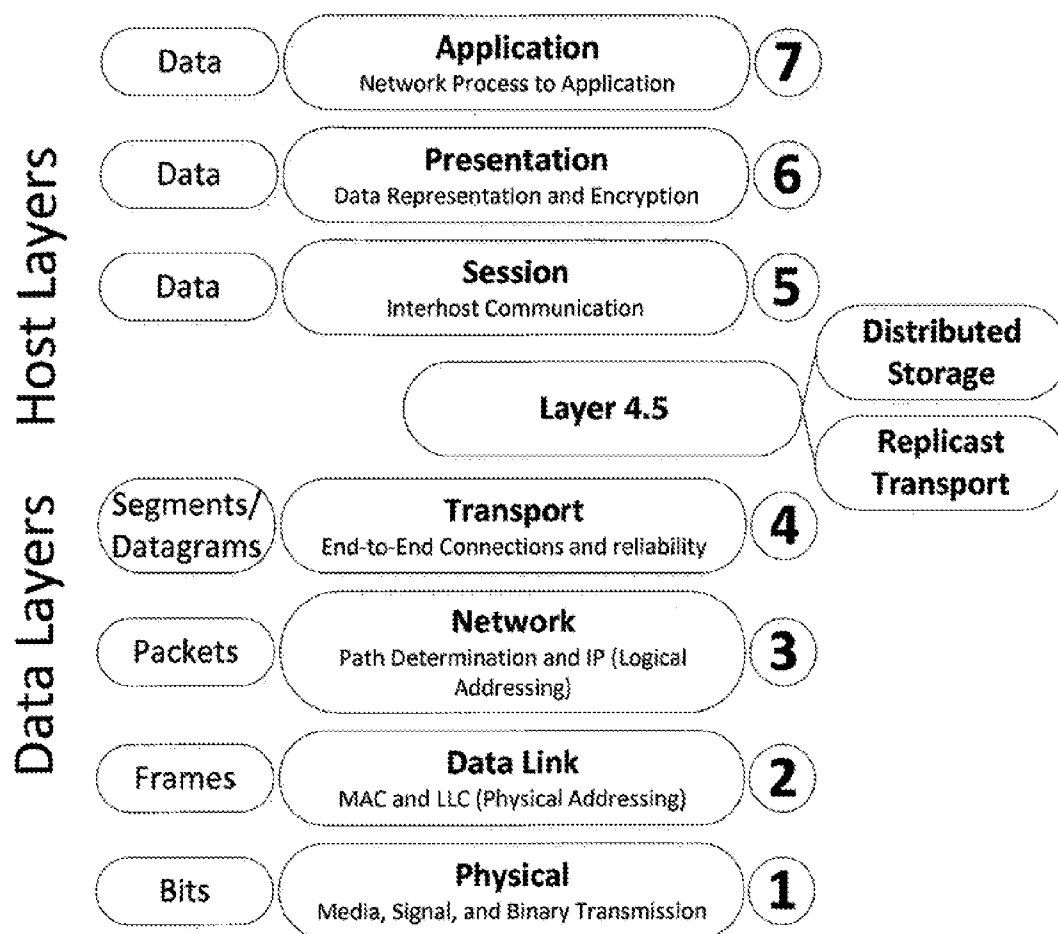 Host Layers
Data
Application
Network Process to Application
7
Data
Presentation
Data Representation and Encryption
6
Data
Session
Interhost Communication
5
Layer 4.5
Distributed
Storage
Replicast
Transport
Data Layers
Segments/
Datagrams
Transport
End-to-End Connections and reliability
4
Packets
Network
Path Determination and IP (Logical
Addressing)
3
Frames
Data Link
MAC and LLC (Physical Addressing)
2
Bits
Physical
Media, Signal, and Binary Transmission
1